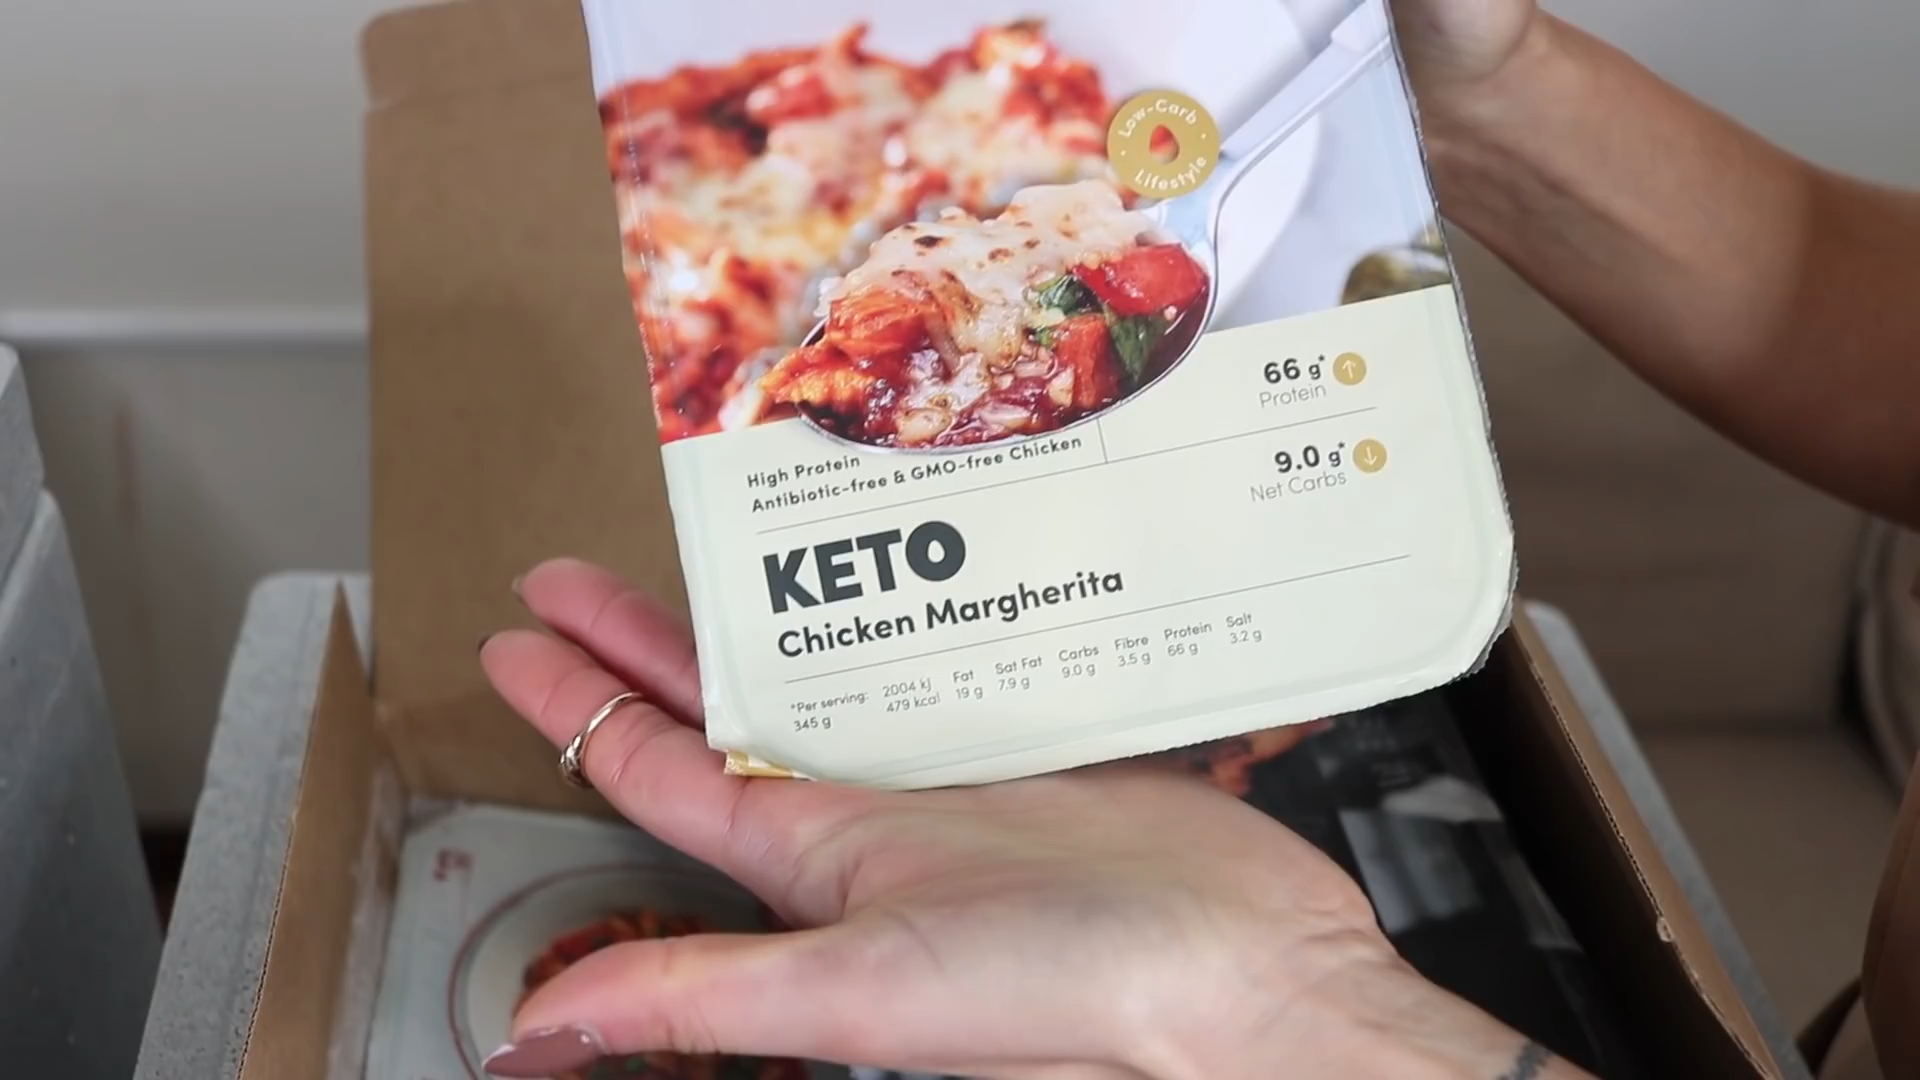 Low-Carb
Lifestyle
66 g*
Protein
9.0 g*
Net Carbs
High Protein
Antibiotic-free & GMO-free Chicken
KETO
Chicken Margherita
*Per serving: 2004 kJ Fat Sat Fat Carbs Fibre Protein Salt
345 g 479 kcal 19 g 7.9 g 9.0 g 3.5 g 66 g 3.2 g